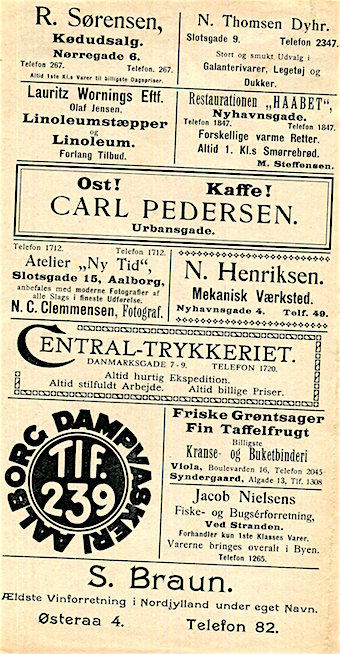 R. Sørensen,
Kødudsalg.
Nørregade 6.
Telefon 267. Telefon 267.
Altid 1ste Kl.s Varer til billigste Dagspriser.
N. Thomsen Dyhr.
Slotsgade 9. Telefon 2347.
Stort og smukt Udvalg i
Galanterivarer, Legetøj og
Dukker.
Lauritz Wornings Eftf.
Olaf Jensen.
Linoleumstæpper
og
Linoleum.
Forlang Tilbud.
Restaurationen „HAABET“,
Nyhavnsgade.
Telefon 1847. Telefon 1847.
Forskellige varme Retter.
Altid 1. Kl.s Smørrebrød.
M. Steffensen.
Ost! Kaffe!
CARL PEDERSEN.
Urbansgade.
Telefon 1712. Telefon 1712.
Atelier „Ny Tid“,
Slotsgade 15, Aalborg,
anbefales med moderne Fotografier af
alle Slags i fineste Udførelse.
N. C. Clemmensen, Fotograf.
N. Henriksen.
Mekanisk Værksted.
Nyhavnsgade 4. Telf. 49.
CENTRAL-TRYKKERIET.
DANMARKSGADE 7-9. TELEFON 1720.
Altid hurtig Ekspedition.
Altid stilfuldt Arbejde. Altid billige Priser.
AALBORG DAMPVASKERI
TLF.
239
Friske Grøntsager
Fin Taffelfrugt
Billigste
Kranse- og Buketbinderi
Viola, Boulevarden 16, Telefon 2045
Syndergaard, Algade 13, Tlf. 1308
Jacob Nielsens
Fiske- og Bugsérforretning,
Ved Stranden.
Forhandler kun 1ste Klasses Varer.
Varerne bringes overalt i Byen.
Telefon 1265.
S. Braun.
Ældste Vinforretning i Nordjylland under eget Navn.
Østeraa 4. Telefon 82.